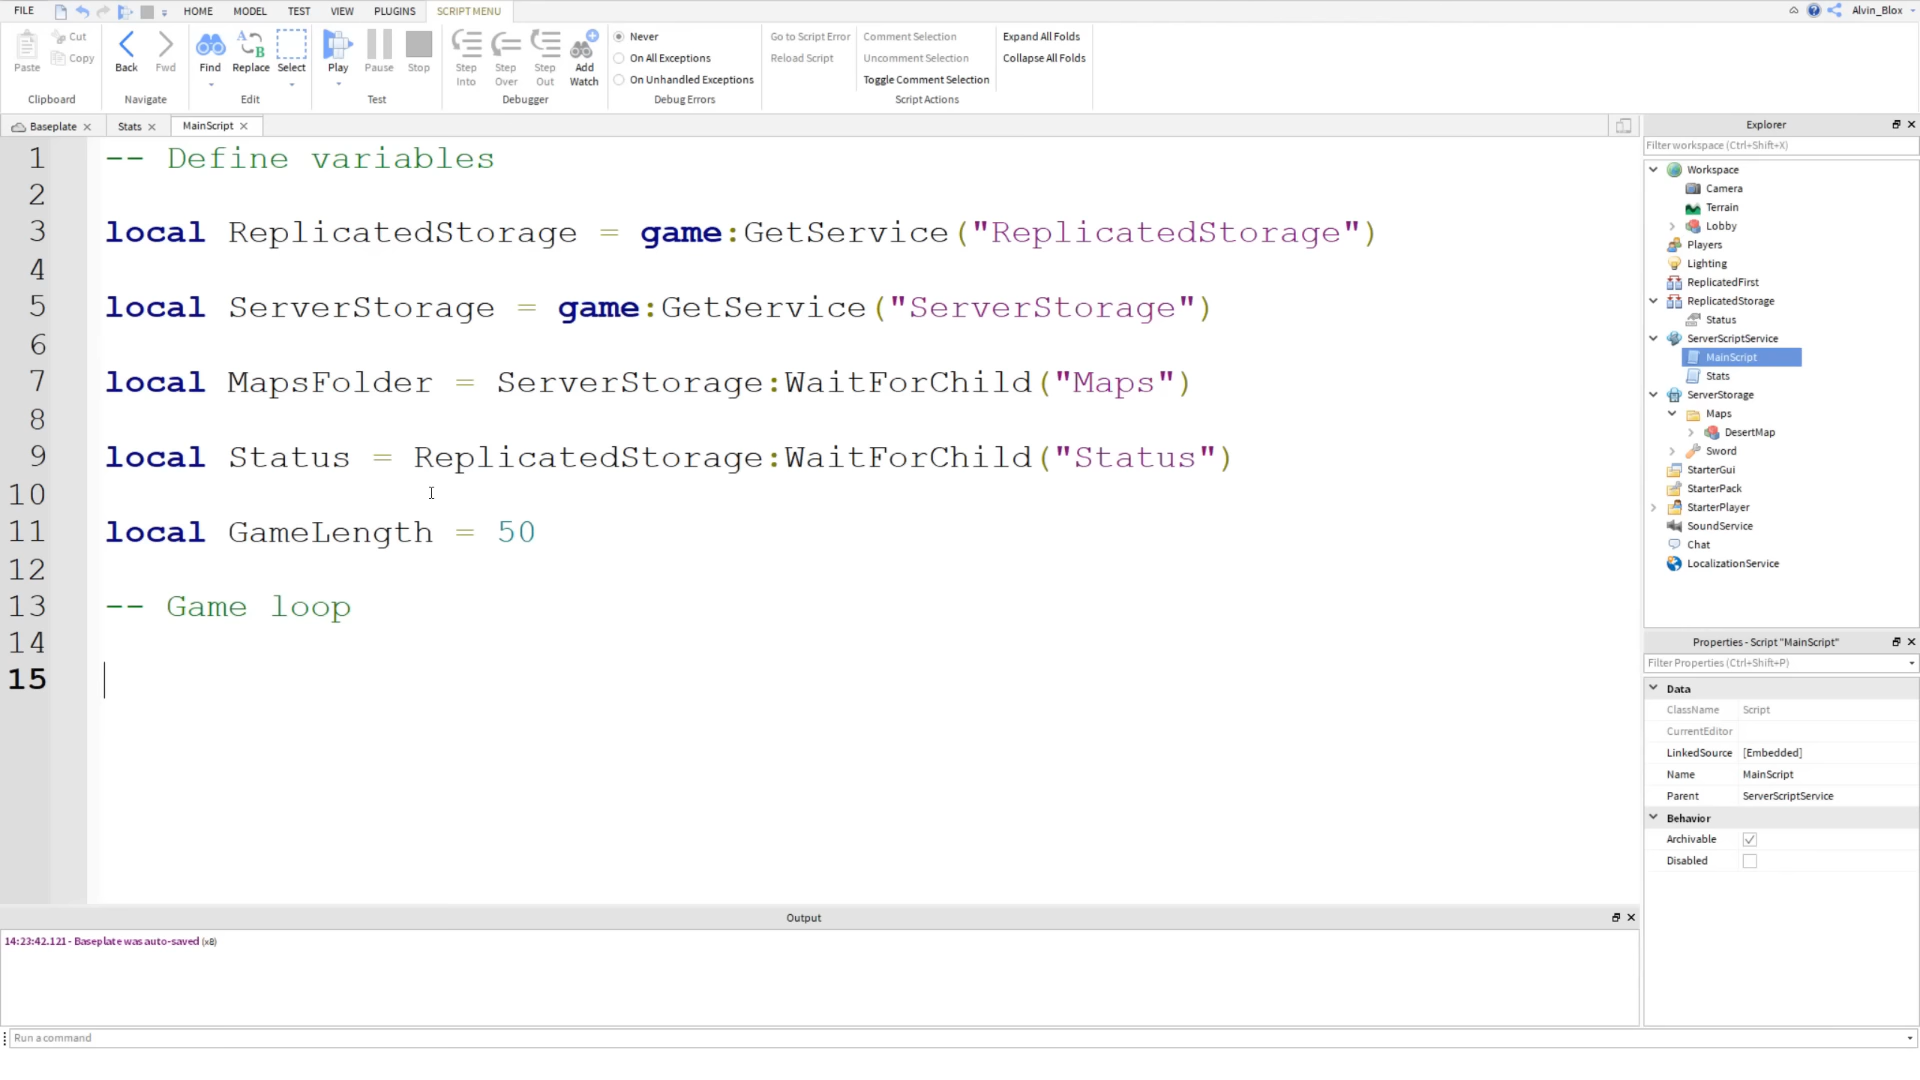 FILE HOME MODEL TEST VIEW PLUGINS SCRIPT MENU Alvin_Blox
Paste Cut Copy Clipboard
Back Fwd Navigate
Find Replace Select Edit
Play Pause Stop Test
Step Into Step Over Step Out Add Watch Debugger
Never
On All Exceptions
On Unhandled Exceptions
Debug Errors
Go to Script Error Comment Selection
Reload Script Uncomment Selection
Toggle Comment Selection
Script Actions
Expand All Folds
Collapse All Folds
Baseplate Stats MainScript
1 -- Define variables
2
3 local ReplicatedStorage = game:GetService("ReplicatedStorage")
4
5 local ServerStorage = game:GetService("ServerStorage")
6
7 local MapsFolder = ServerStorage:WaitForChild("Maps")
8
9 local Status = ReplicatedStorage:WaitForChild("Status")
10
11 local GameLength = 50
12
13 -- Game loop
14
15
Explorer
Filter workspace (Ctrl+Shift+X)
Workspace
Camera
Terrain
Lobby
Players
Lighting
ReplicatedFirst
ReplicatedStorage
Status
ServerScriptService
MainScript
Stats
ServerStorage
Maps
DesertMap
Sword
StarterGui
StarterPack
StarterPlayer
SoundService
Chat
LocalizationService
Properties - Script "MainScript"
Filter Properties (Ctrl+Shift+P)
Data
ClassName Script
CurrentEditor
LinkedSource [Embedded]
Name MainScript
Parent ServerScriptService
Behavior
Archivable
Disabled
Output
14:23:42.121 - Baseplate was auto-saved (x8)
Run a command